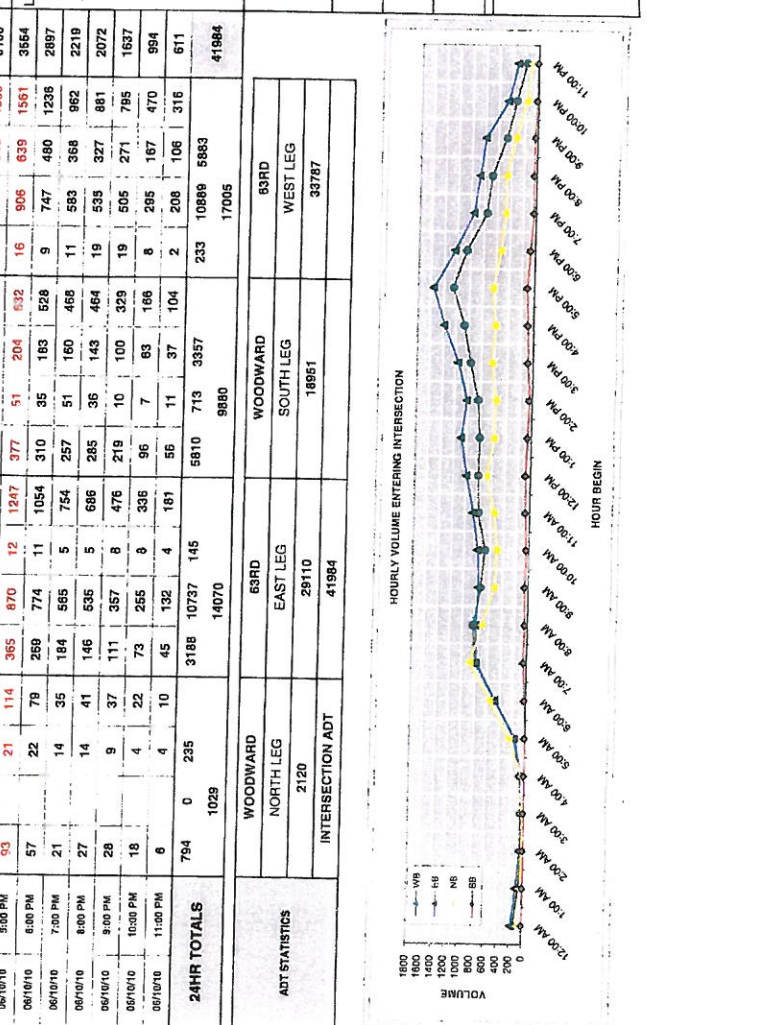 06/10/10 5:00 PM 93 21 114 365 870 12 1247 377 51 204 632 16 906 639 1561 3554
06/10/10 6:00 PM 57 22 79 269 774 11 1054 310 35 183 528 9 747 480 1236 2897
06/10/10 7:00 PM 21 14 35 184 565 5 754 257 51 160 468 11 583 368 962 2219
06/10/10 8:00 PM 27 14 41 146 535 5 686 285 36 143 464 19 535 327 881 2072
06/10/10 9:00 PM 28 9 37 111 357 8 476 219 10 100 329 19 505 271 795 1637
06/10/10 10:00 PM 18 4 22 73 255 8 336 96 7 63 166 8 295 167 470 994
06/10/10 11:00 PM 6 4 10 45 132 4 181 56 11 37 104 2 208 106 316 611
24HR TOTALS 794 0 235 3188 10737 145 5810 713 3357 233 10889 5883 41984
1029 14070 9880 17005
ADT STATISTICS
WOODWARD 63RD WOODWARD 63RD
NORTH LEG EAST LEG SOUTH LEG WEST LEG
2120 29110 18951 33787
INTERSECTION ADT 41984
HOURLY VOLUME ENTERING INTERSECTION
VOLUME
1800
1600
1400
1200
1000
800
600
400
200
0
WB
EB
NB
SB
12:00 AM 1:00 AM 2:00 AM 3:00 AM 4:00 AM 5:00 AM 6:00 AM 7:00 AM 8:00 AM 9:00 AM 10:00 AM 11:00 AM 12:00 PM 1:00 PM 2:00 PM 3:00 PM 4:00 PM 5:00 PM 6:00 PM 7:00 PM 8:00 PM 9:00 PM 10:00 PM 11:00 PM
HOUR BEGIN